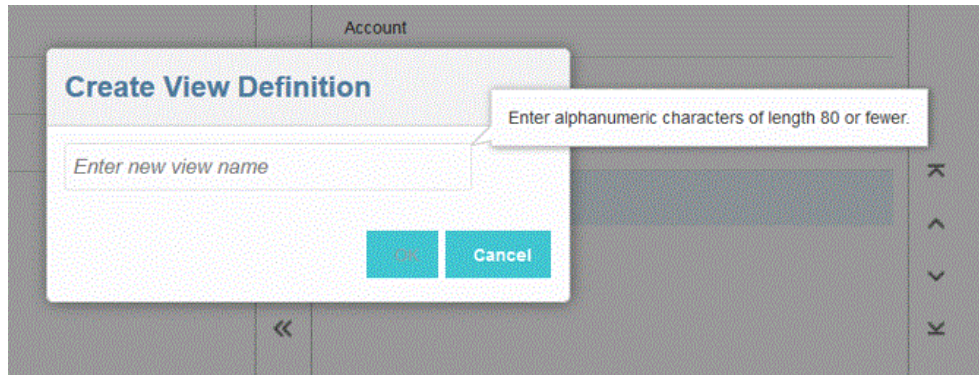 Account
Create View Definition
Enter alphanumeric characters of length 80 or fewer.
Enter new view name
OK
Cancel